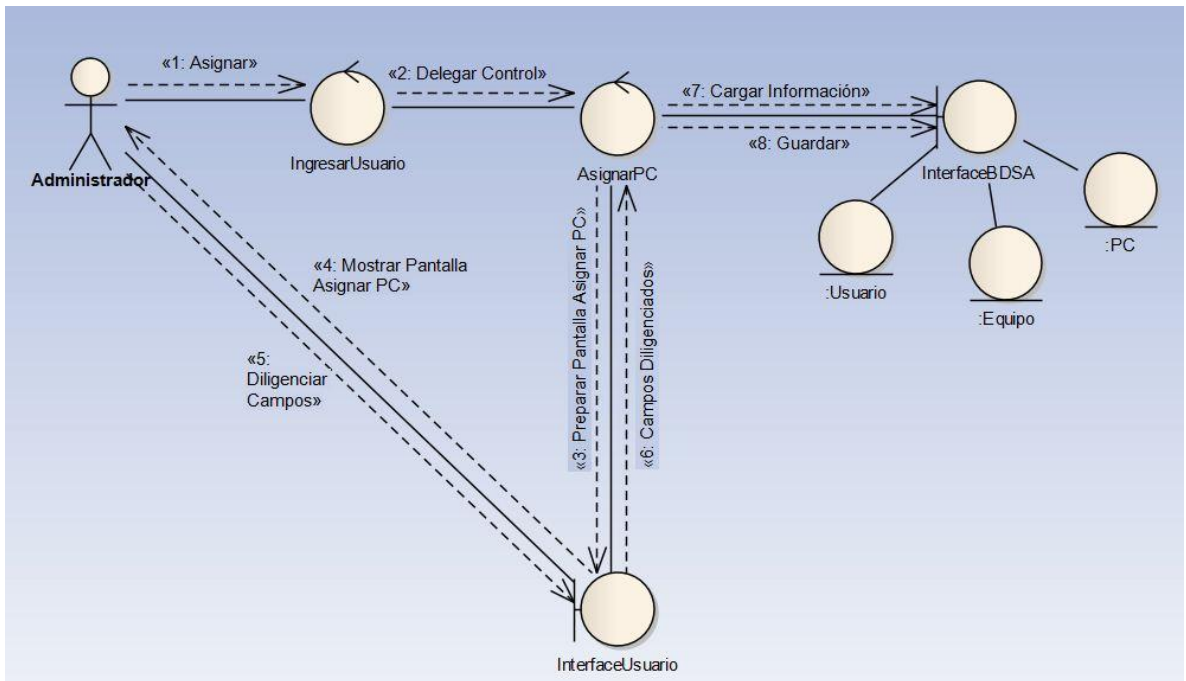 «1: Asignar»
«2: Delegar Control»
«7: Cargar Información»
«8: Guardar»
IngresarUsuario
AsignarPC
InterfaceBDSA
Administrador
:PC
:Usuario
:Equipo
«4: Mostrar Pantalla
Asignar PC»
«5:
Diligenciar
Campos»
«3: Preparar Pantalla Asignar PC»
«6: Campos Diligenciados»
InterfaceUsuario